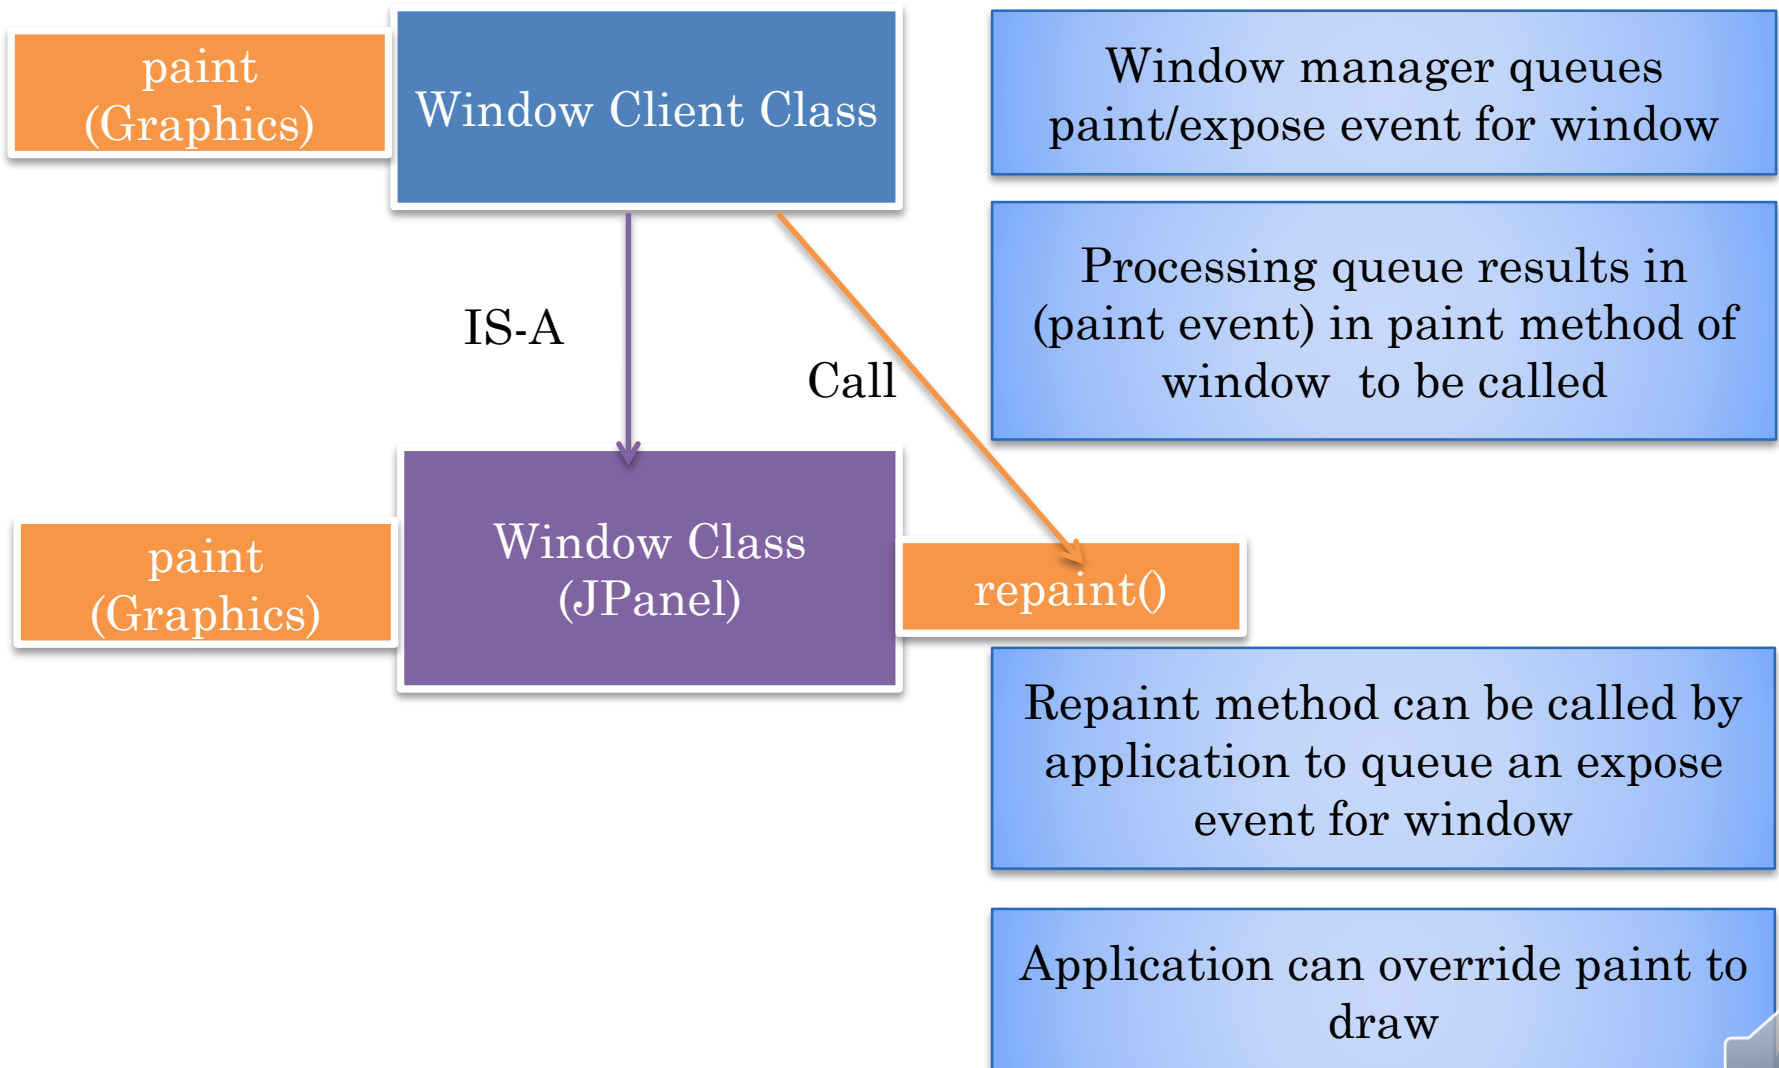 paint
(Graphics)
Window Client Class
Window manager queues
paint/expose event for window
Processing queue results in
(paint event) in paint method of
window to be called
IS-A
Call
paint
(Graphics)
Window Class
(JPanel)
repaint()
Repaint method can be called by
application to queue an expose
event for window
Application can override paint to
draw